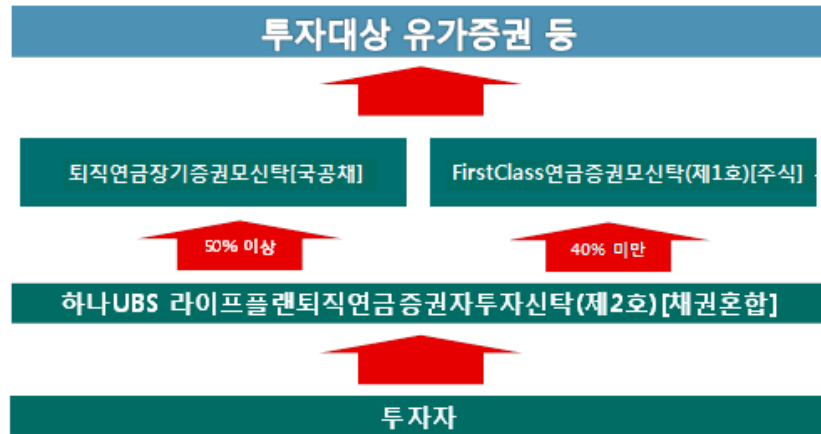 투자대상 유가증권 등
퇴직연금장기증권모신탁[국공채]
FirstClass연금증권모신탁(제1호)[주식]
50% 이상
40% 미만
하나UBS 라이프플랜퇴직연금증권자투자신탁(제2호)[채권혼합]
투자자